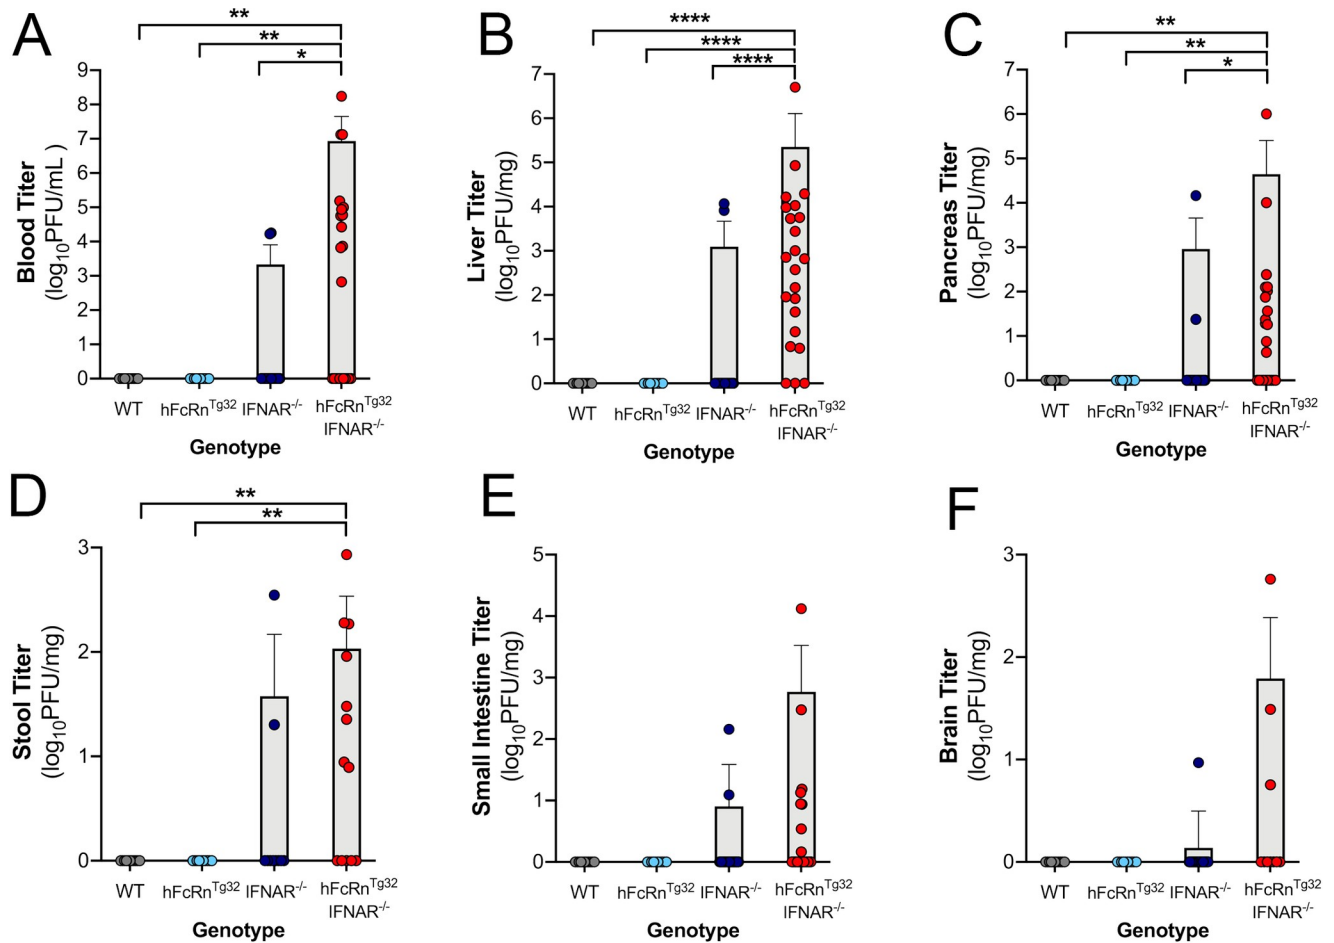 A
**
**
*
9
8
7
6
5
4
3
2
1
0
Blood Titer
(log10PFU/mL )
WT
hFcRnTg32
IFNAR-/-
hFcRnTg32
IFNAR-/-
Genotype
B
****
****
****
7
6
5
4
3
2
1
0
Liver Titer
(log10PFU/mg)
WT
hFcRnTg32
IFNAR-/-
hFcRnTg32
IFNAR-/-
Genotype
C
**
**
*
7
6
5
4
3
2
1
0
Pancreas Titer
(log10PFU/mg)
WT
hFcRnTg32
IFNAR-/-
hFcRnTg32
IFNAR-/-
Genotype
D
**
**
3
2
1
0
Stool Titer
(log10PFU/mg)
WT
hFcRnTg32
IFNAR-/-
hFcRnTg32
IFNAR-/-
Genotype
E
5
4
3
2
1
0
Small Intestine Titer
(log10PFU/mg)
WT
hFcRnTg32
IFNAR-/-
hFcRnTg32
IFNAR-/-
Genotype
F
3
2
1
0
Brain Titer
(log10PFU/mg)
WT
hFcRnTg32
IFNAR-/-
hFcRnTg32
IFNAR-/-
Genotype